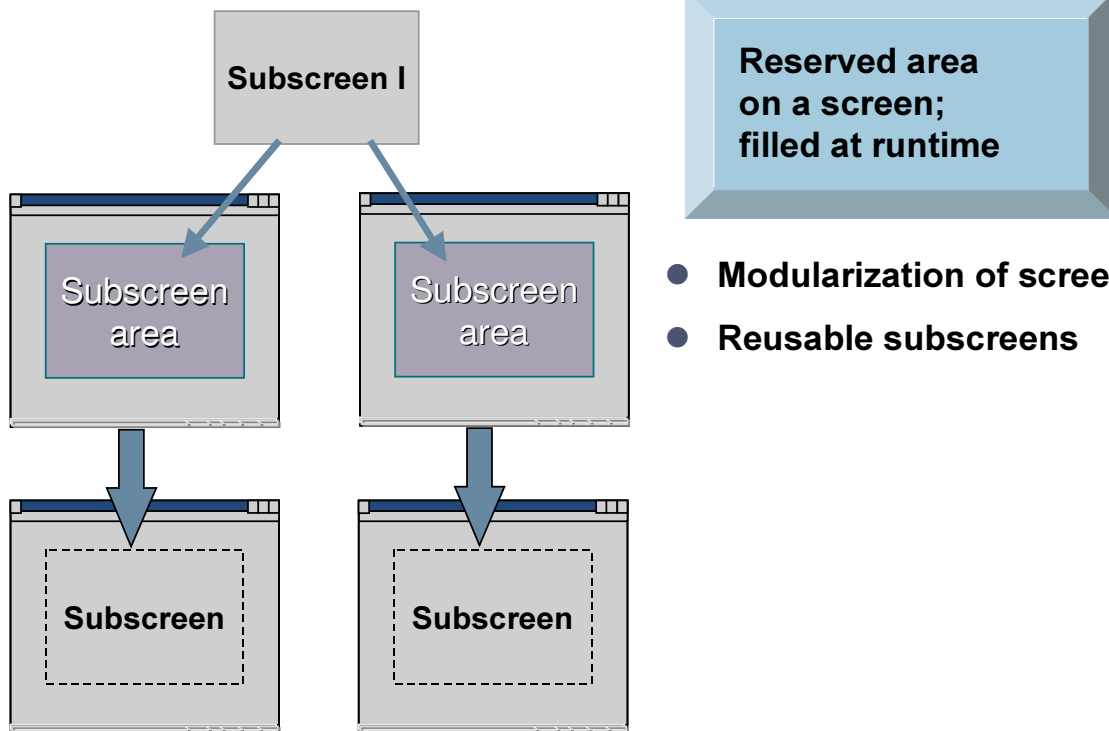 Subscreen I
Reserved area
on a screen;
filled at runtime
Subscreen
area
Subscreen
area
Modularization of scree
Reusable subscreens
Subscreen
Subscreen